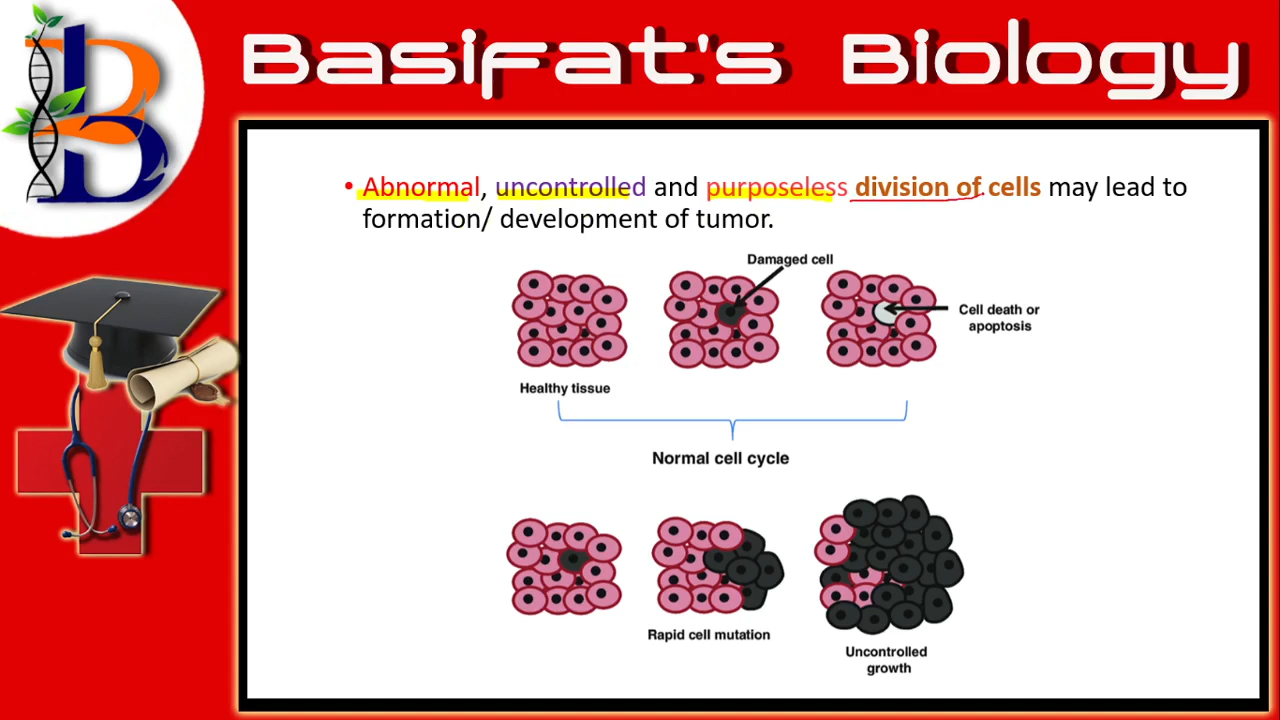 Basifat's Biology
• Abnormal, uncontrolled and purposeless division of cells may lead to
formation/ development of tumor.
Damaged cell
Cell death or
apoptosis
Healthy tissue
Normal cell cycle
Rapid cell mutation
Uncontrolled
growth